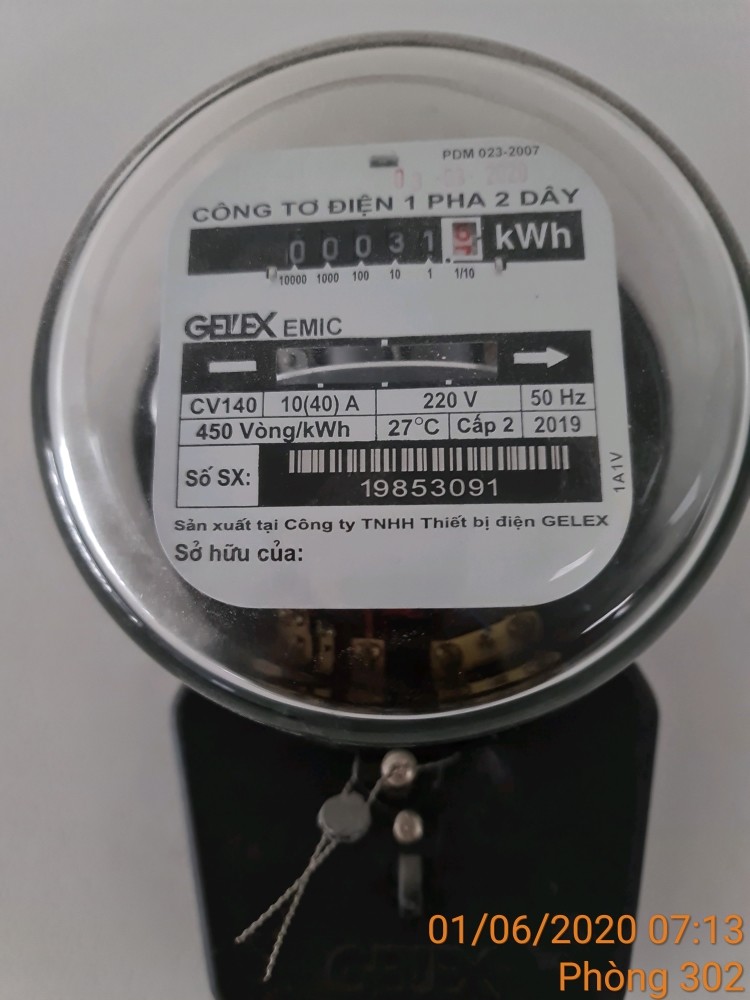 PDM 023-2007
CÔNG TƠ ĐIỆN 1 PHA 2 DÂY
0 0 0 3 1 kWh
10000 1000 100 10 1 1/10
GELEX EMIC
CV140 10(40) A 220 V 50 Hz
450 Vòng/kWh 27°C Cấp 2 2019
Số SX:
19853091
1A1V
Sản xuất tại Công ty TNHH Thiết bị điện GELEX
Sở hữu của:
GELEX
01/06/2020 07:13
Phòng 302